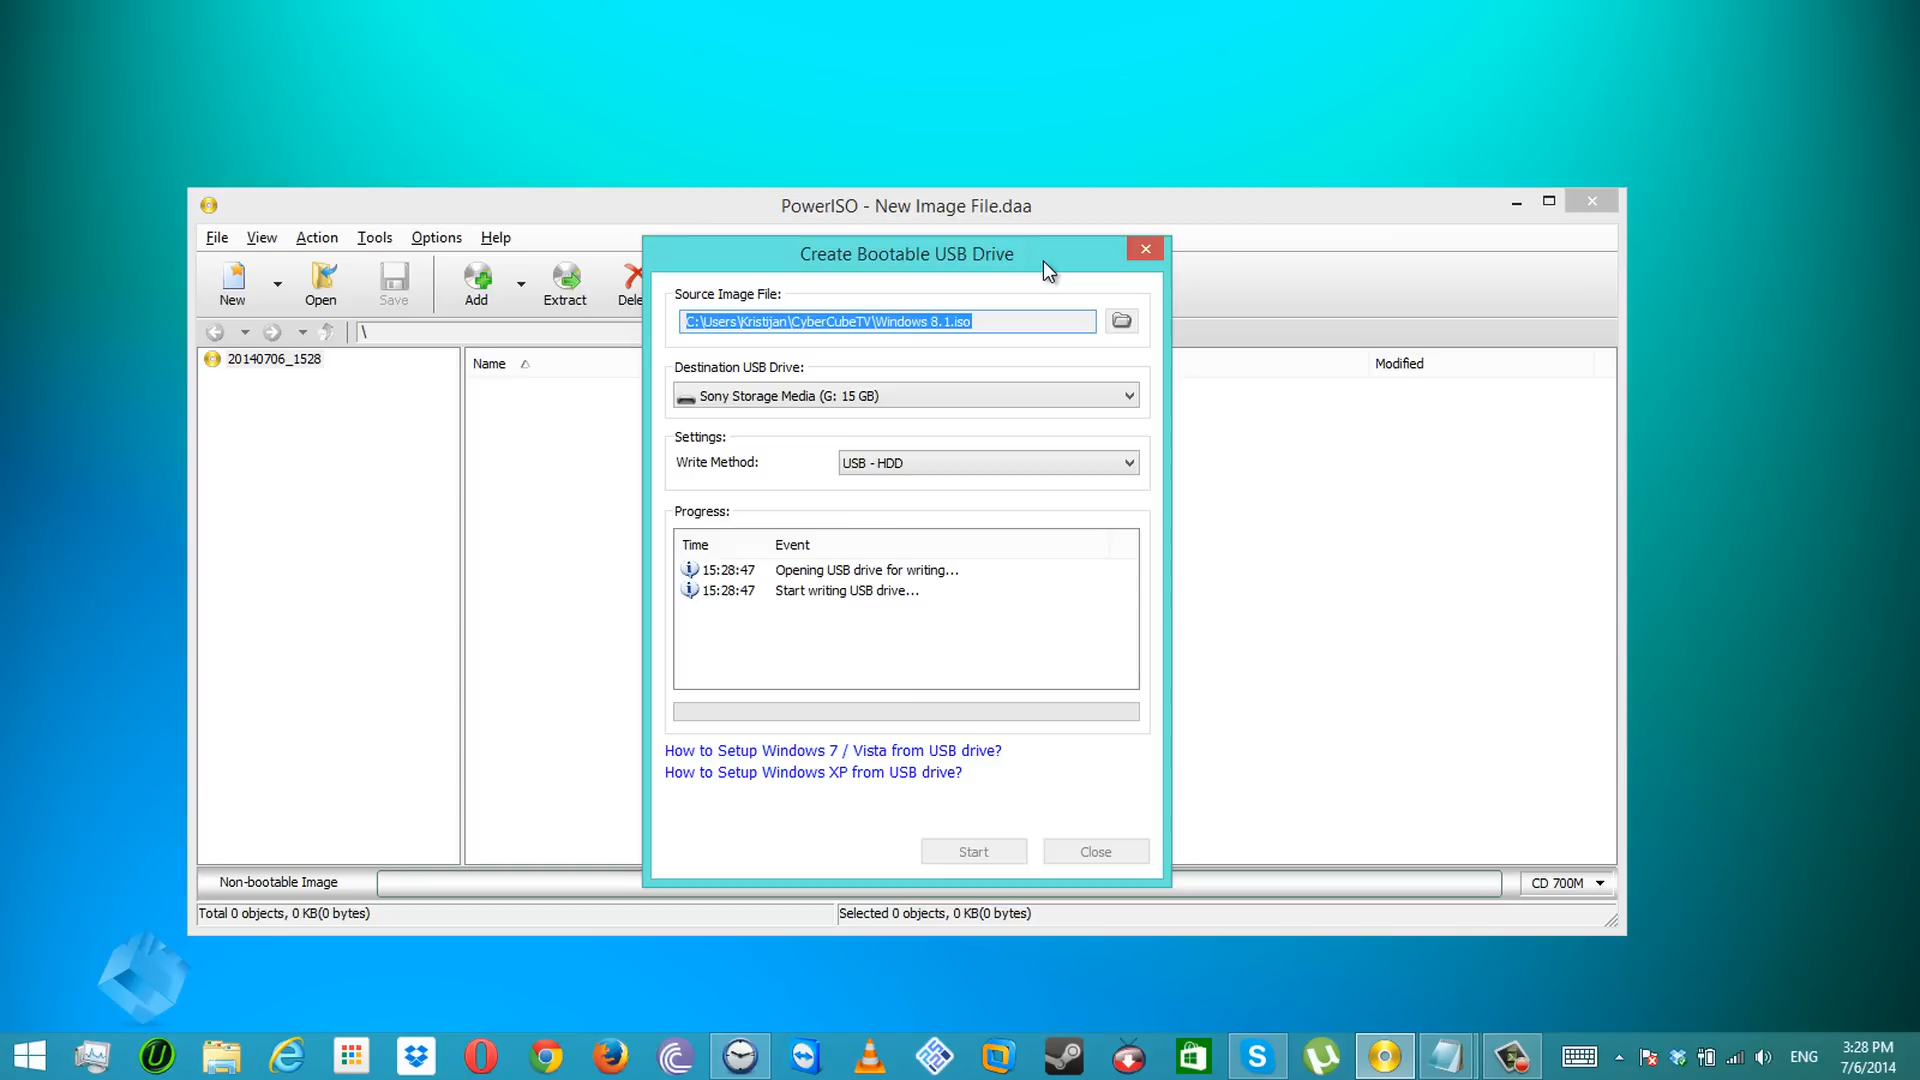 PowerISO - New Image File.daa
File View Action Tools Options Help
New Open Save Add Extract Dele
\
20140706_1528
Name
Modified
Create Bootable USB Drive
Source Image File:
C:\Users\Kristijan\CyberCubeTV\Windows 8.1.iso
Destination USB Drive:
Sony Storage Media (G: 15 GB)
Settings:
Write Method: USB - HDD
Progress:
Time Event
15:28:47 Opening USB drive for writing...
15:28:47 Start writing USB drive...
How to Setup Windows 7 / Vista from USB drive?
How to Setup Windows XP from USB drive?
Start Close
Non-bootable Image
CD 700M
Total 0 objects, 0 KB(0 bytes)
Selected 0 objects, 0 KB(0 bytes)
ENG
3:28 PM
7/6/2014